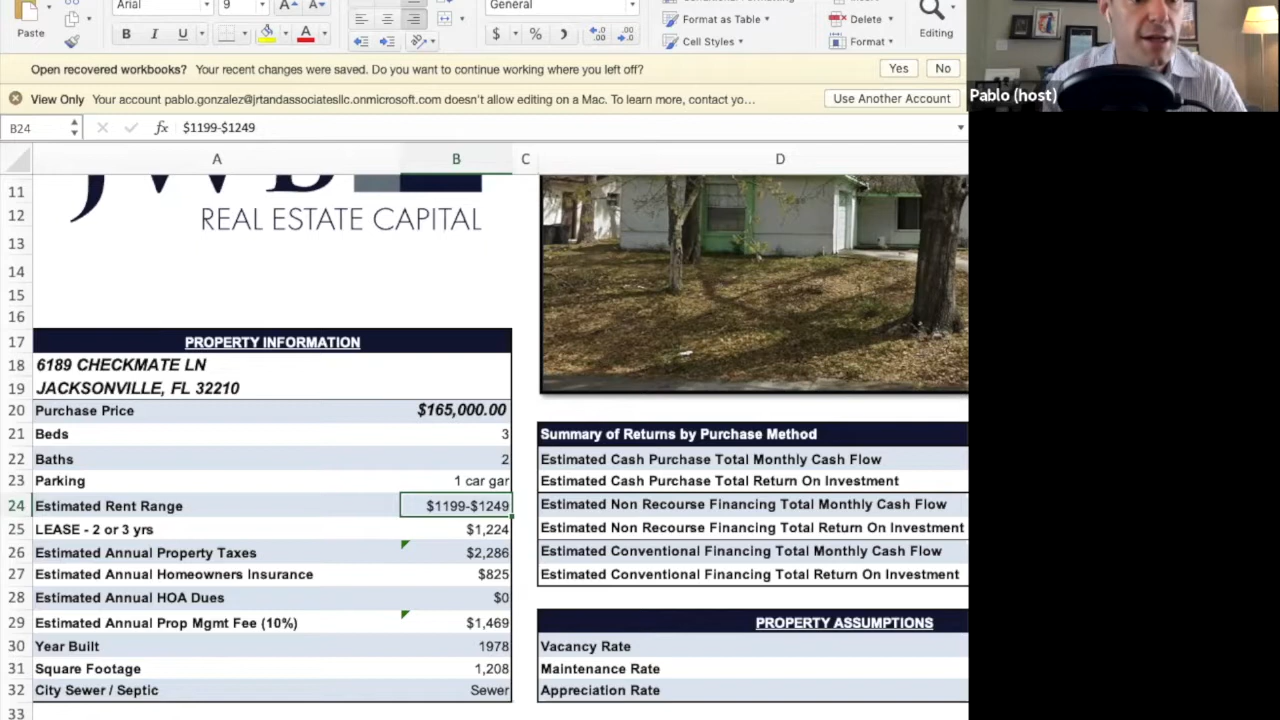 Arial
9
General
Paste
B I U
$ %
Format as Table
Cell Styles
Delete
Format
Editing
Open recovered workbooks? Your recent changes were saved. Do you want to continue working where you left off?
Yes
No
View Only Your account pablo.gonzalez@jrtandassociatesllc.onmicrosoft.com doesn't allow editing on a Mac. To learn more, contact yo…
Use Another Account
Pablo (host)
B24
fx
$1199-$1249
A B C D
11
12
13
14
15
16
17
18
19
20
21
22
23
24
25
26
27
28
29
30
31
32
33
JWB
REAL ESTATE CAPITAL
PROPERTY INFORMATION
6189 CHECKMATE LN
JACKSONVILLE, FL 32210
Purchase Price $165,000.00
Beds 3
Baths 2
Parking 1 car gar
Estimated Rent Range $1199-$1249
LEASE - 2 or 3 yrs $1,224
Estimated Annual Property Taxes $2,286
Estimated Annual Homeowners Insurance $825
Estimated Annual HOA Dues $0
Estimated Annual Prop Mgmt Fee (10%) $1,469
Year Built 1978
Square Footage 1,208
City Sewer / Septic Sewer
Summary of Returns by Purchase Method
Estimated Cash Purchase Total Monthly Cash Flow
Estimated Cash Purchase Total Return On Investment
Estimated Non Recourse Financing Total Monthly Cash Flow
Estimated Non Recourse Financing Total Return On Investment
Estimated Conventional Financing Total Monthly Cash Flow
Estimated Conventional Financing Total Return On Investment
PROPERTY ASSUMPTIONS
Vacancy Rate
Maintenance Rate
Appreciation Rate